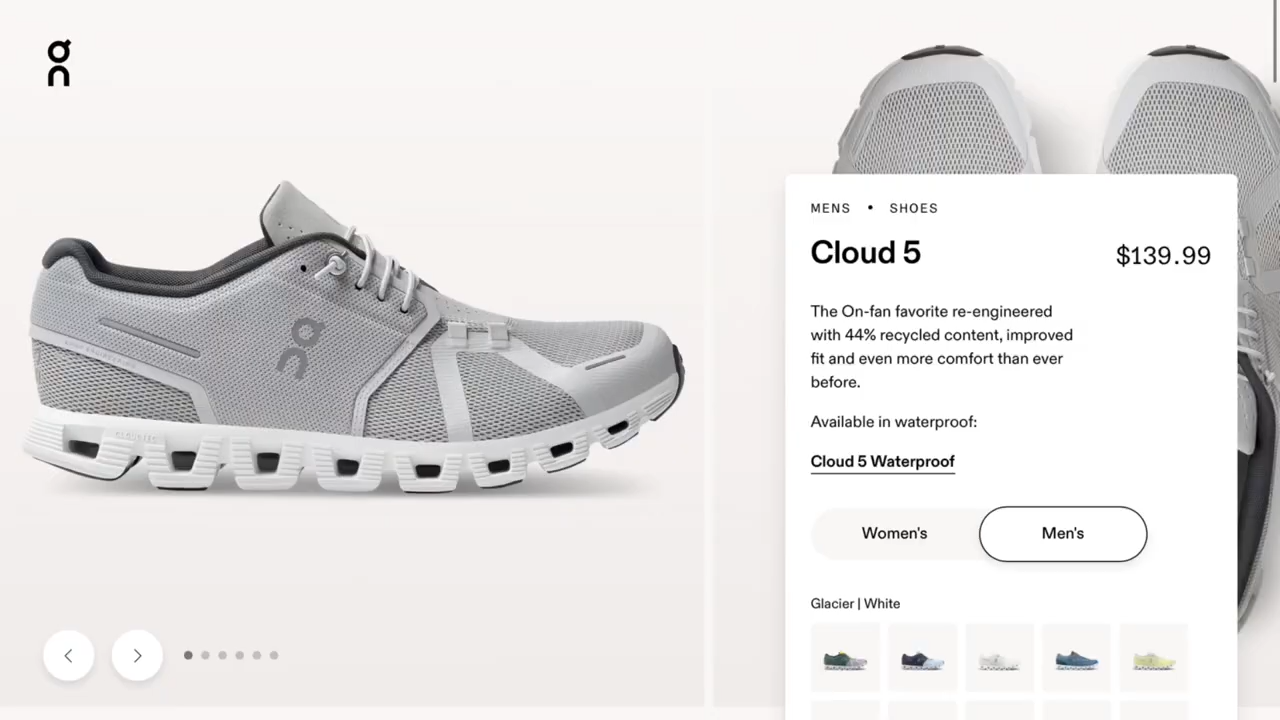 MENS • SHOES
Cloud 5
$139.99
The On-fan favorite re-engineered
with 44% recycled content, improved
fit and even more comfort than ever
before.
Available in waterproof:
Cloud 5 Waterproof
Women's
Men's
Glacier | White